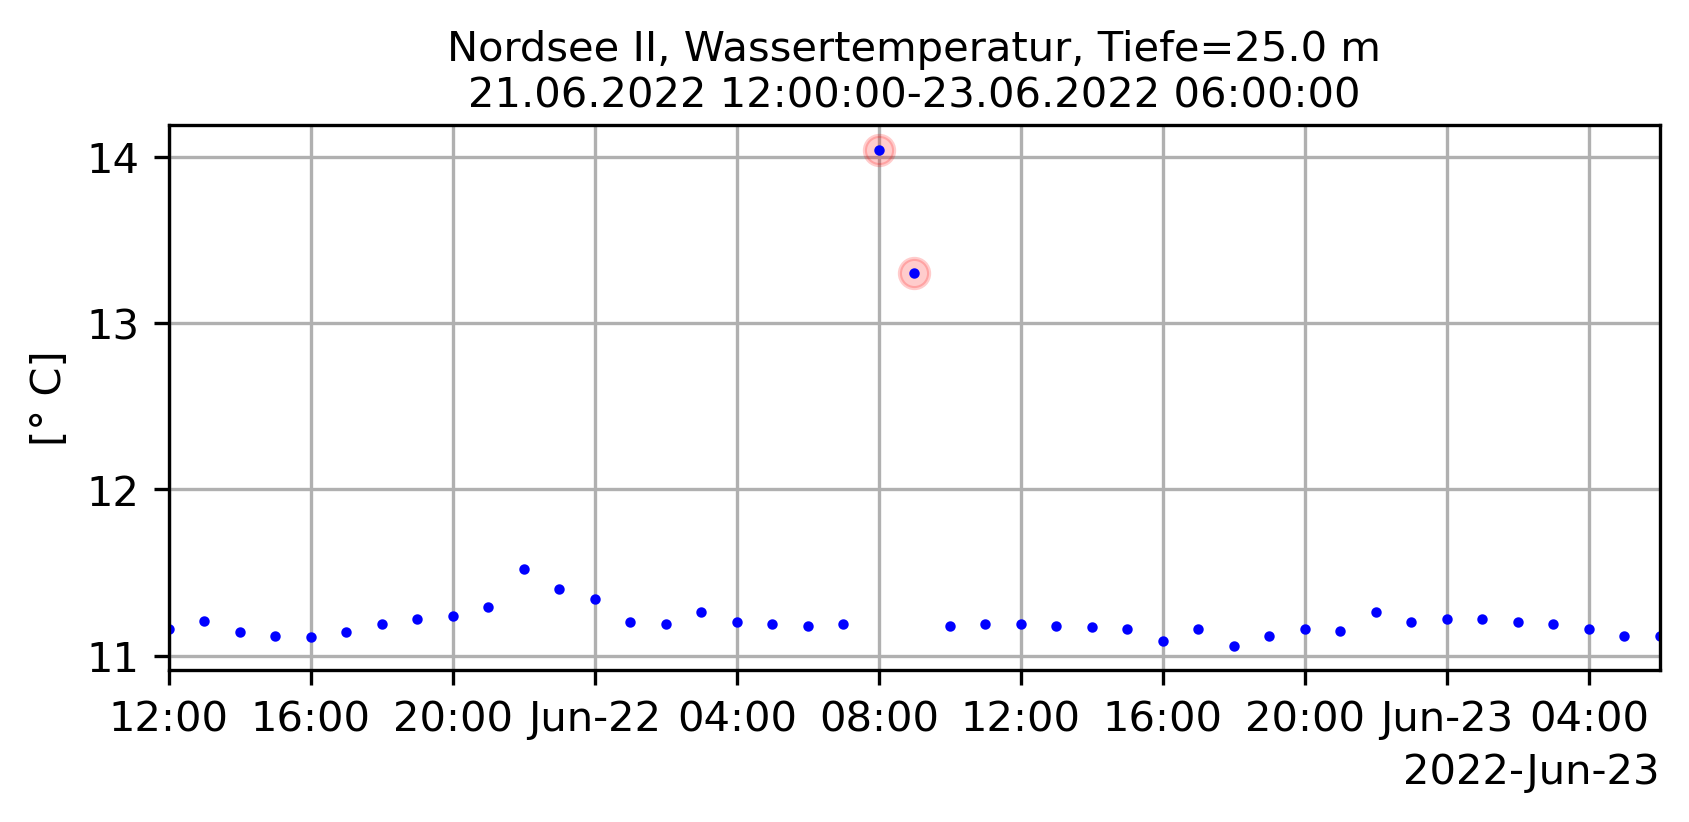 Nordsee II, Wassertemperatur, Tiefe=25.0 m
21.06.2022 12:00:00-23.06.2022 06:00:00
14
13
12
11
[° C]
12:00 16:00 20:00 Jun-22 04:00 08:00 12:00 16:00 20:00 Jun-23 04:00
2022-Jun-23